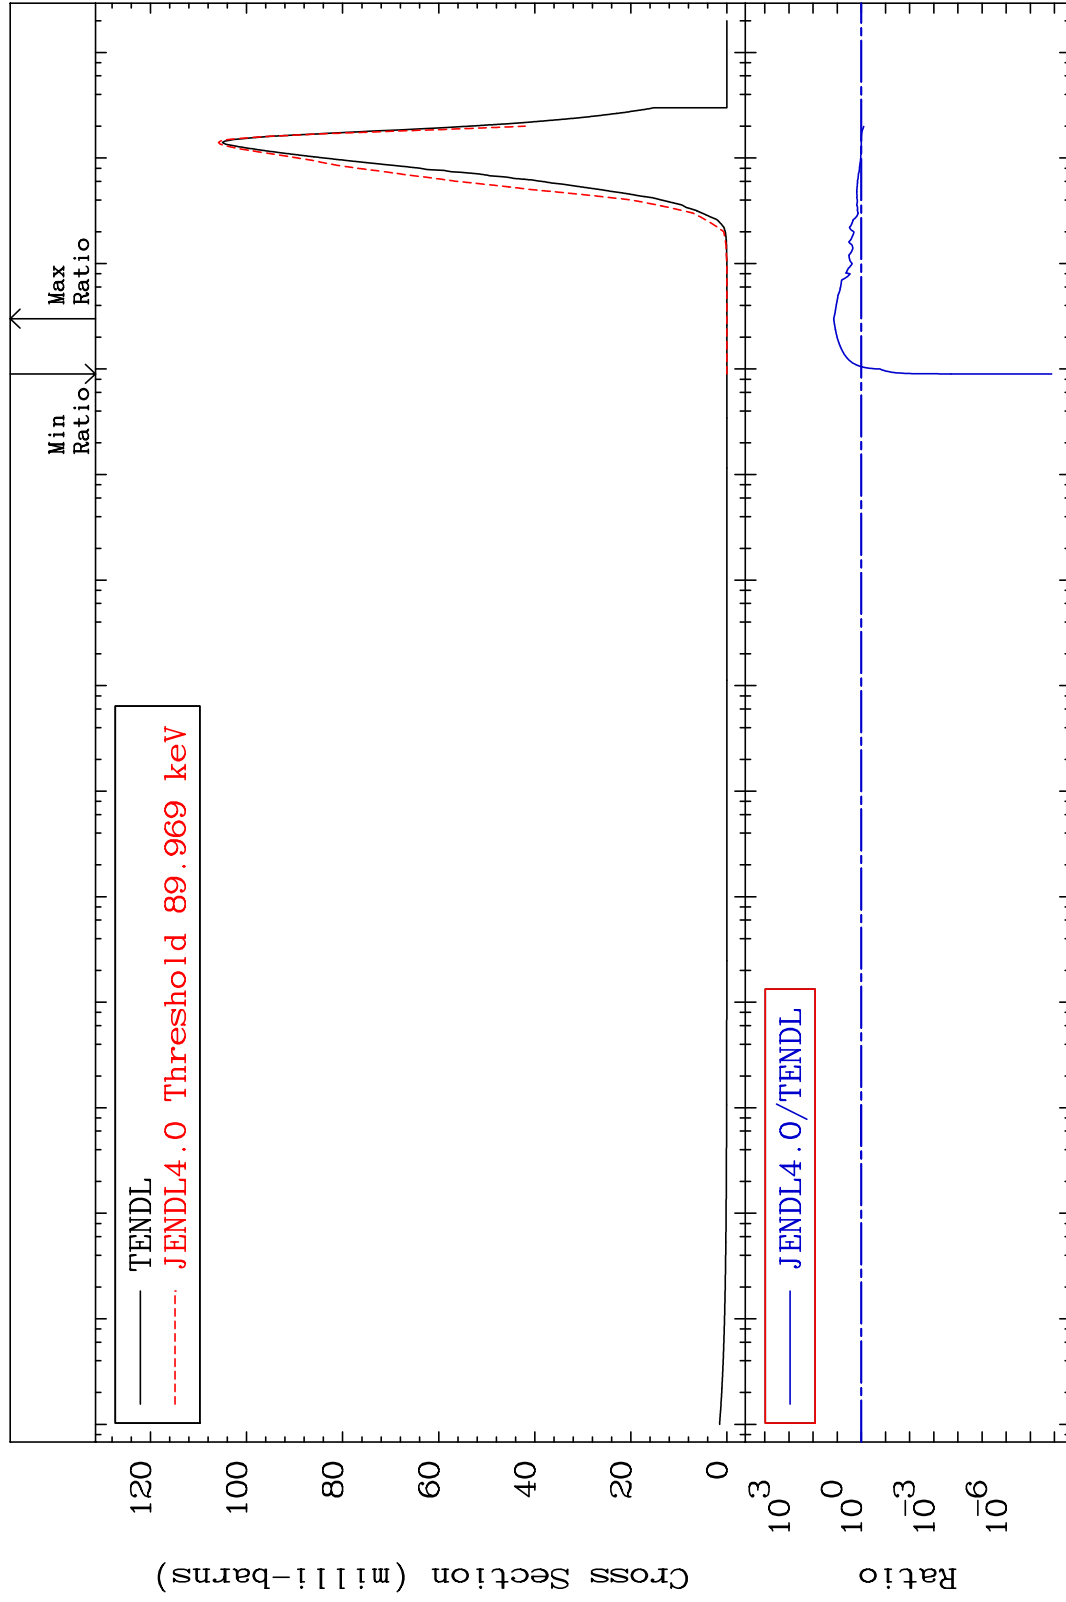 Max
Ratio
Min
Ratio
TENDL
JENDL4.0 Threshold 89.969 keV
120
100
80
60
40
20
0
Cross Section (milli-barns)
JENDL4.0/TENDL
10 3
10 0
10 -3
10 -6
Ratio